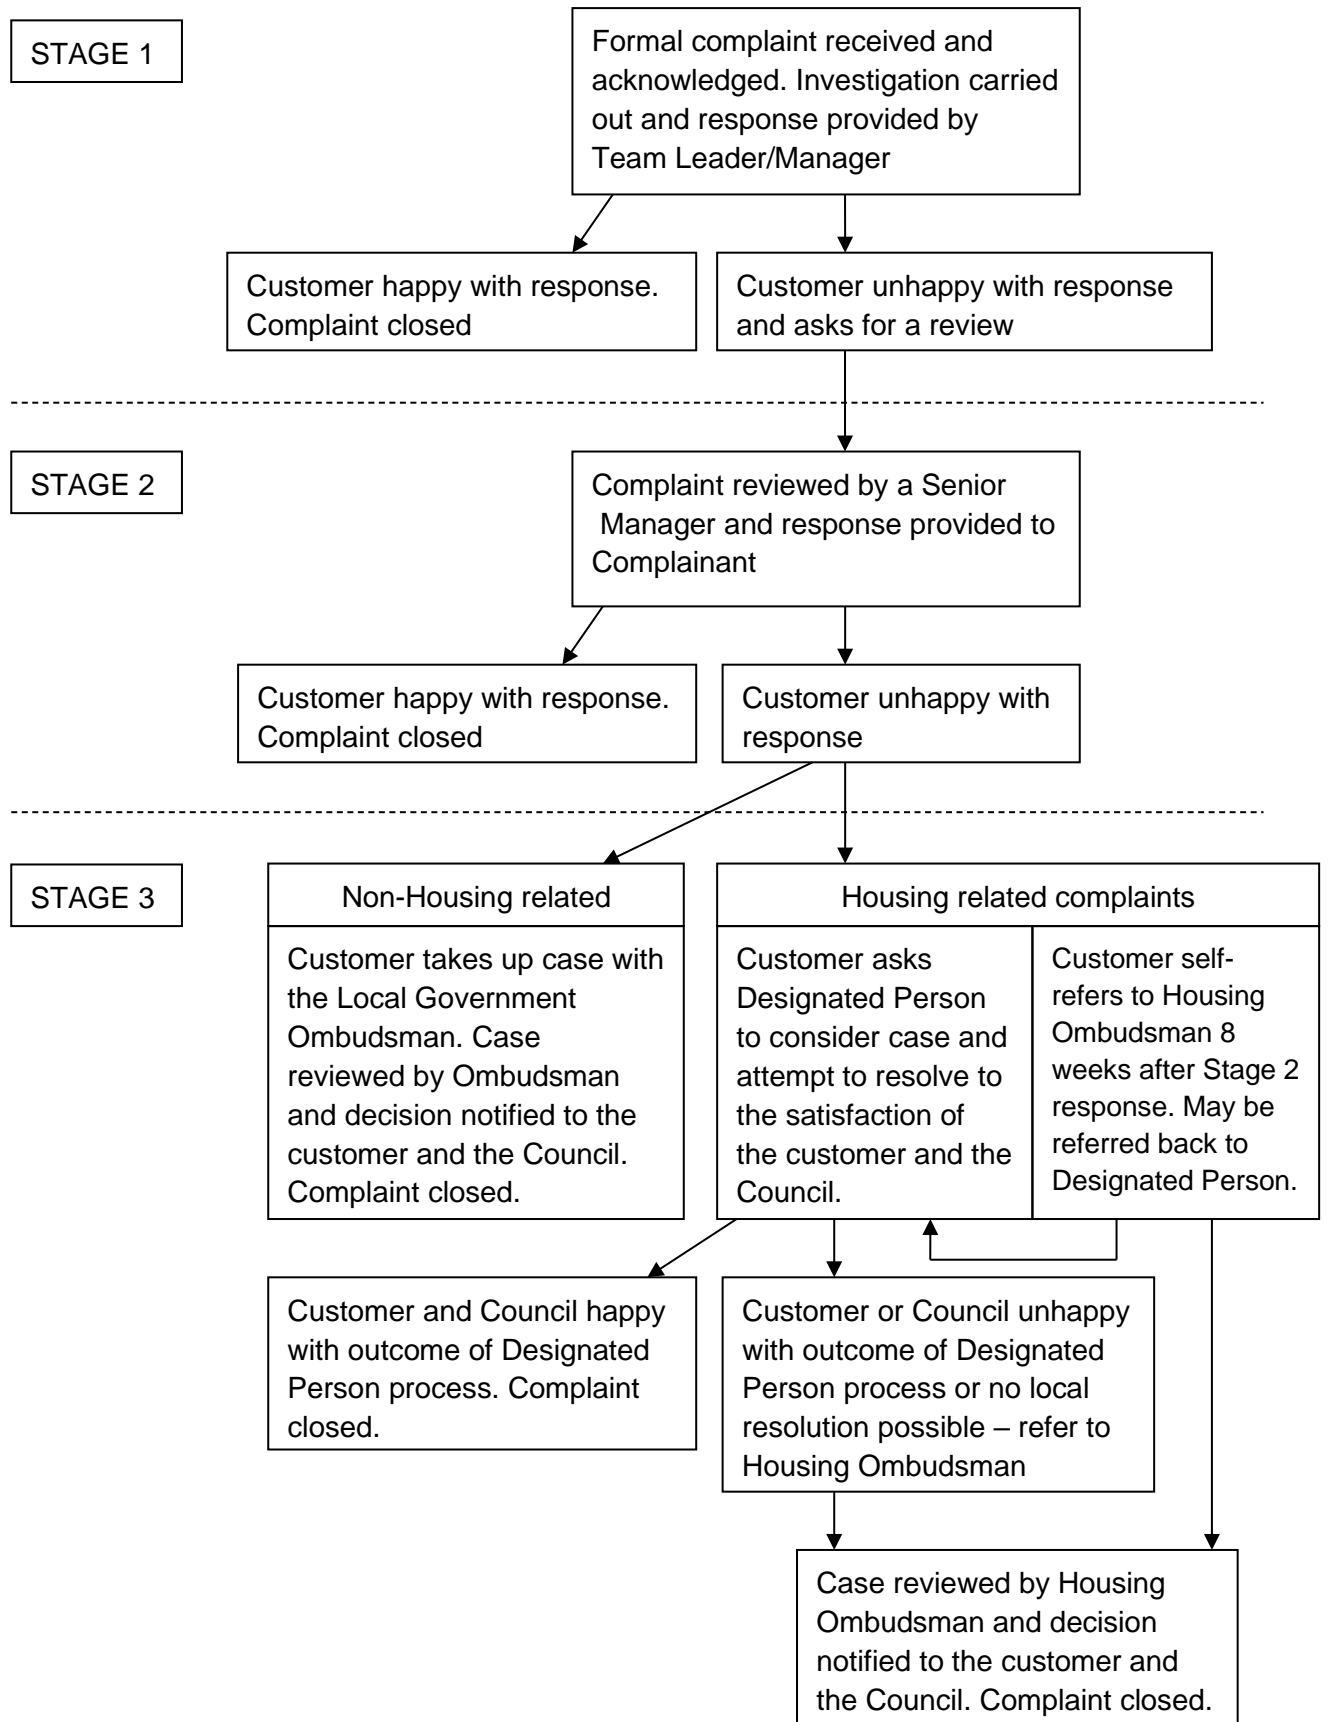 STAGE 1
Formal complaint received and
acknowledged. Investigation carried
out and response provided by
Team Leader/Manager
Customer happy with response.
Complaint closed
Customer unhappy with response
and asks for a review
STAGE 2
Complaint reviewed by a Senior
Manager and response provided to
Complainant
Customer happy with response.
Complaint closed
Customer unhappy with
response
STAGE 3
Non-Housing related
Customer takes up case with
the Local Government
Ombudsman. Case
reviewed by Ombudsman
and decision notified to the
customer and the Council.
Complaint closed.
Housing related complaints
Customer asks
Designated Person
to consider case and
attempt to resolve to
the satisfaction of
the customer and the
Council.
Customer self-
refers to Housing
Ombudsman 8
weeks after Stage 2
response. May be
referred back to
Designated Person.
Customer and Council happy
with outcome of Designated
Person process. Complaint
closed.
Customer or Council unhappy
with outcome of Designated
Person process or no local
resolution possible – refer to
Housing Ombudsman
Case reviewed by Housing
Ombudsman and decision
notified to the customer and
the Council. Complaint closed.